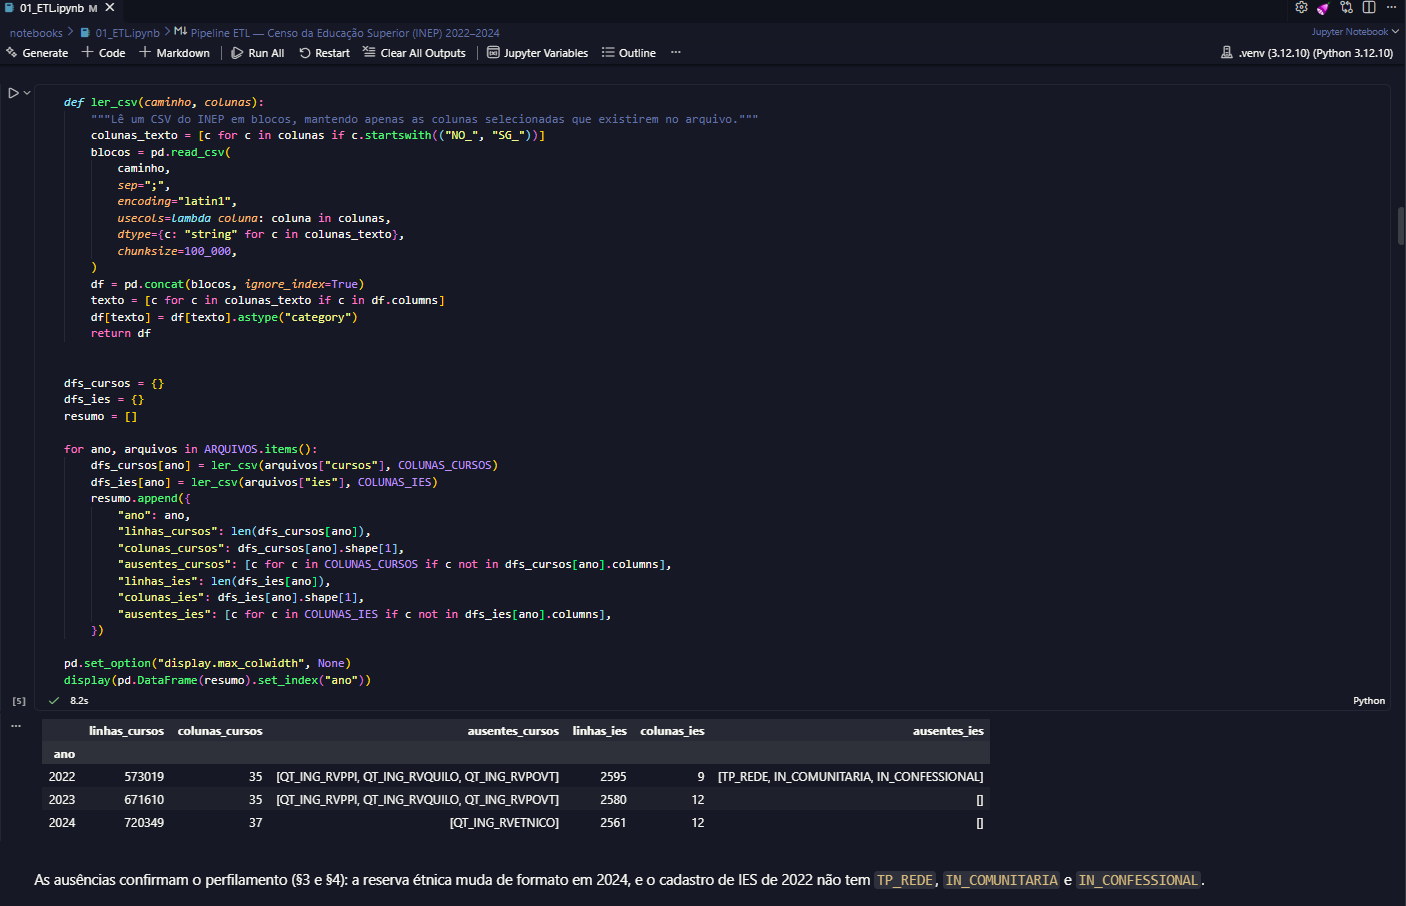 01_ETL.ipynb M
notebooks > 01_ETL.ipynb > M Pipeline ETL — Censo da Educação Superior (INEP) 2022–2024
Jupyter Notebook
Generate + Code + Markdown | Run All Restart Clear All Outputs | Jupyter Variables Outline ...
.venv (3.12.10) (Python 3.12.10)
def ler_csv(caminho, colunas):
    """Lê um CSV do INEP em blocos, mantendo apenas as colunas selecionadas que existirem no arquivo."""
    colunas_texto = [c for c in colunas if c.startswith(("NO_", "SG_"))]
    blocos = pd.read_csv(
        caminho,
        sep=";",
        encoding="latin1",
        usecols=lambda coluna: coluna in colunas,
        dtype={c: "string" for c in colunas_texto},
        chunksize=100_000,
    )
    df = pd.concat(blocos, ignore_index=True)
    texto = [c for c in colunas_texto if c in df.columns]
    df[texto] = df[texto].astype("category")
    return df
dfs_cursos = {}
dfs_ies = {}
resumo = []
for ano, arquivos in ARQUIVOS.items():
    dfs_cursos[ano] = ler_csv(arquivos["cursos"], COLUNAS_CURSOS)
    dfs_ies[ano] = ler_csv(arquivos["ies"], COLUNAS_IES)
    resumo.append({
        "ano": ano,
        "linhas_cursos": len(dfs_cursos[ano]),
        "colunas_cursos": dfs_cursos[ano].shape[1],
        "ausentes_cursos": [c for c in COLUNAS_CURSOS if c not in dfs_cursos[ano].columns],
        "linhas_ies": len(dfs_ies[ano]),
        "colunas_ies": dfs_ies[ano].shape[1],
        "ausentes_ies": [c for c in COLUNAS_IES if c not in dfs_ies[ano].columns],
    })
pd.set_option("display.max_colwidth", None)
display(pd.DataFrame(resumo).set_index("ano"))
[5] 8.2s Python
...
linhas_cursos colunas_cursos ausentes_cursos linhas_ies colunas_ies ausentes_ies
ano
2022 573019 35 [QT_ING_RVPPI, QT_ING_RVQUILO, QT_ING_RVPOVT] 2595 9 [TP_REDE, IN_COMUNITARIA, IN_CONFESSIONAL]
2023 671610 35 [QT_ING_RVPPI, QT_ING_RVQUILO, QT_ING_RVPOVT] 2580 12 []
2024 720349 37 [QT_ING_RVETNICO] 2561 12 []
As ausências confirmam o perfilamento (§3 e §4): a reserva étnica muda de formato em 2024, e o cadastro de IES de 2022 não tem TP_REDE, IN_COMUNITARIA e IN_CONFESSIONAL.